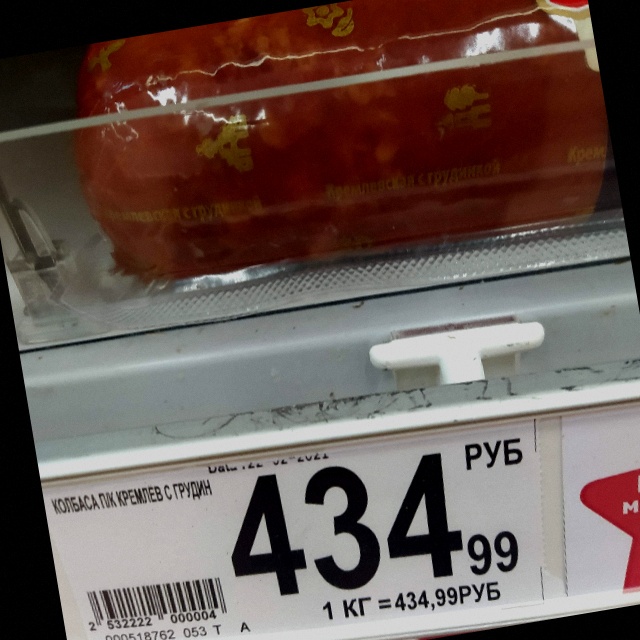 Кремлевская с грудинкой
РУБ
КОЛБАСА П/К КРЕМЛЕВ С ГРУДИН
434 99
1 КГ =434,99РУБ
2 532222 000004
000518762 053 Т А